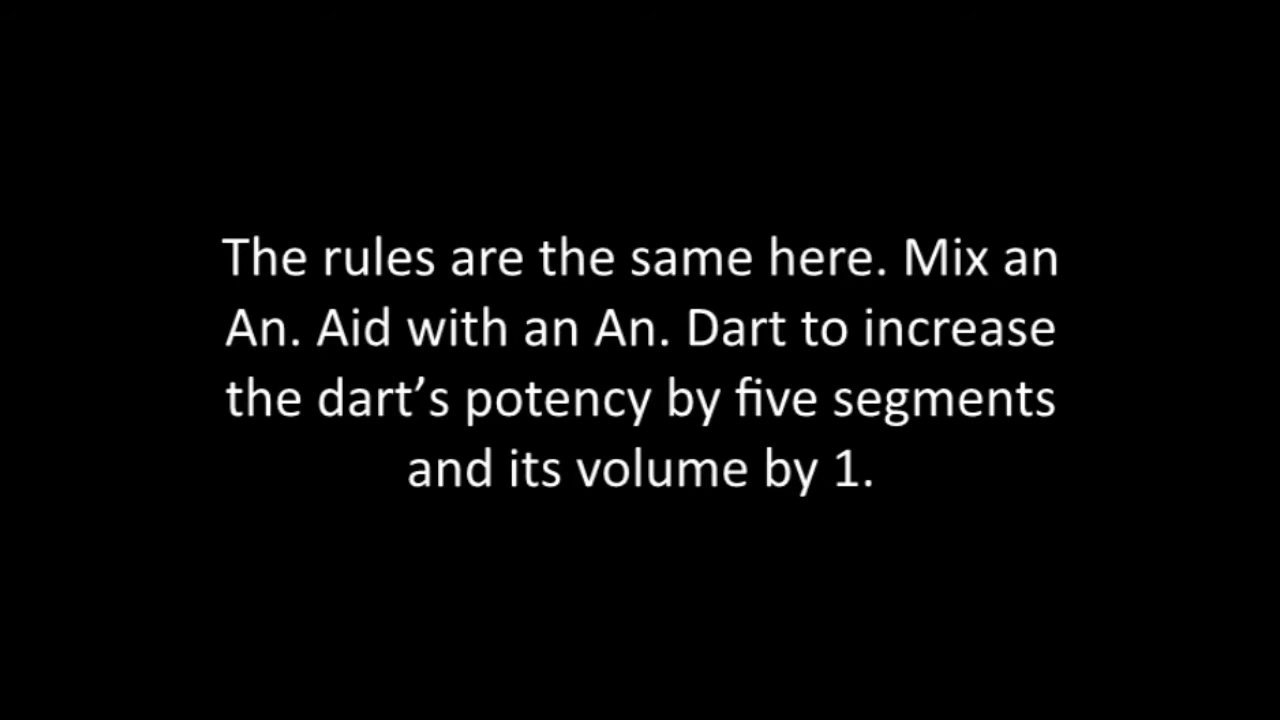 The rules are the same here. Mix an
An. Aid with an An. Dart to increase
the dart’s potency by five segments
and its volume by 1.